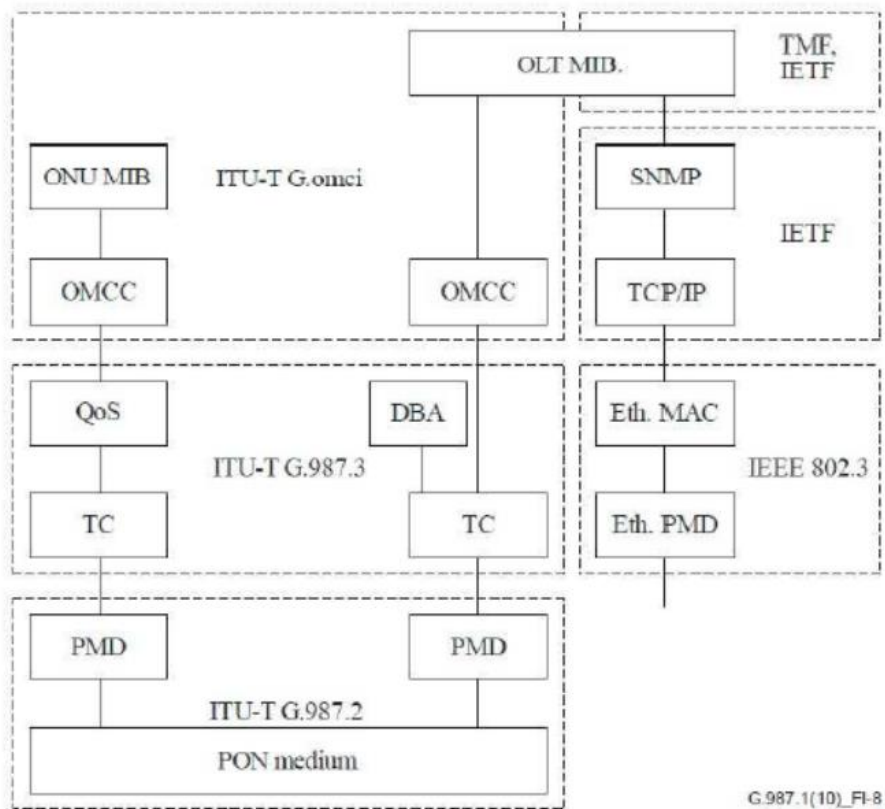 OLT MIB.
TMF,
IETF
ONU MIB
ITU-T G.omci
SNMP
IETF
OMCC
OMCC
TCP/IP
QoS
DBA
Eth. MAC
ITU-T G.987.3
IEEE 802.3
TC
TC
Eth. PMD
PMD
PMD
ITU-T G.987.2
PON medium
G.987.1(10)_FI-8